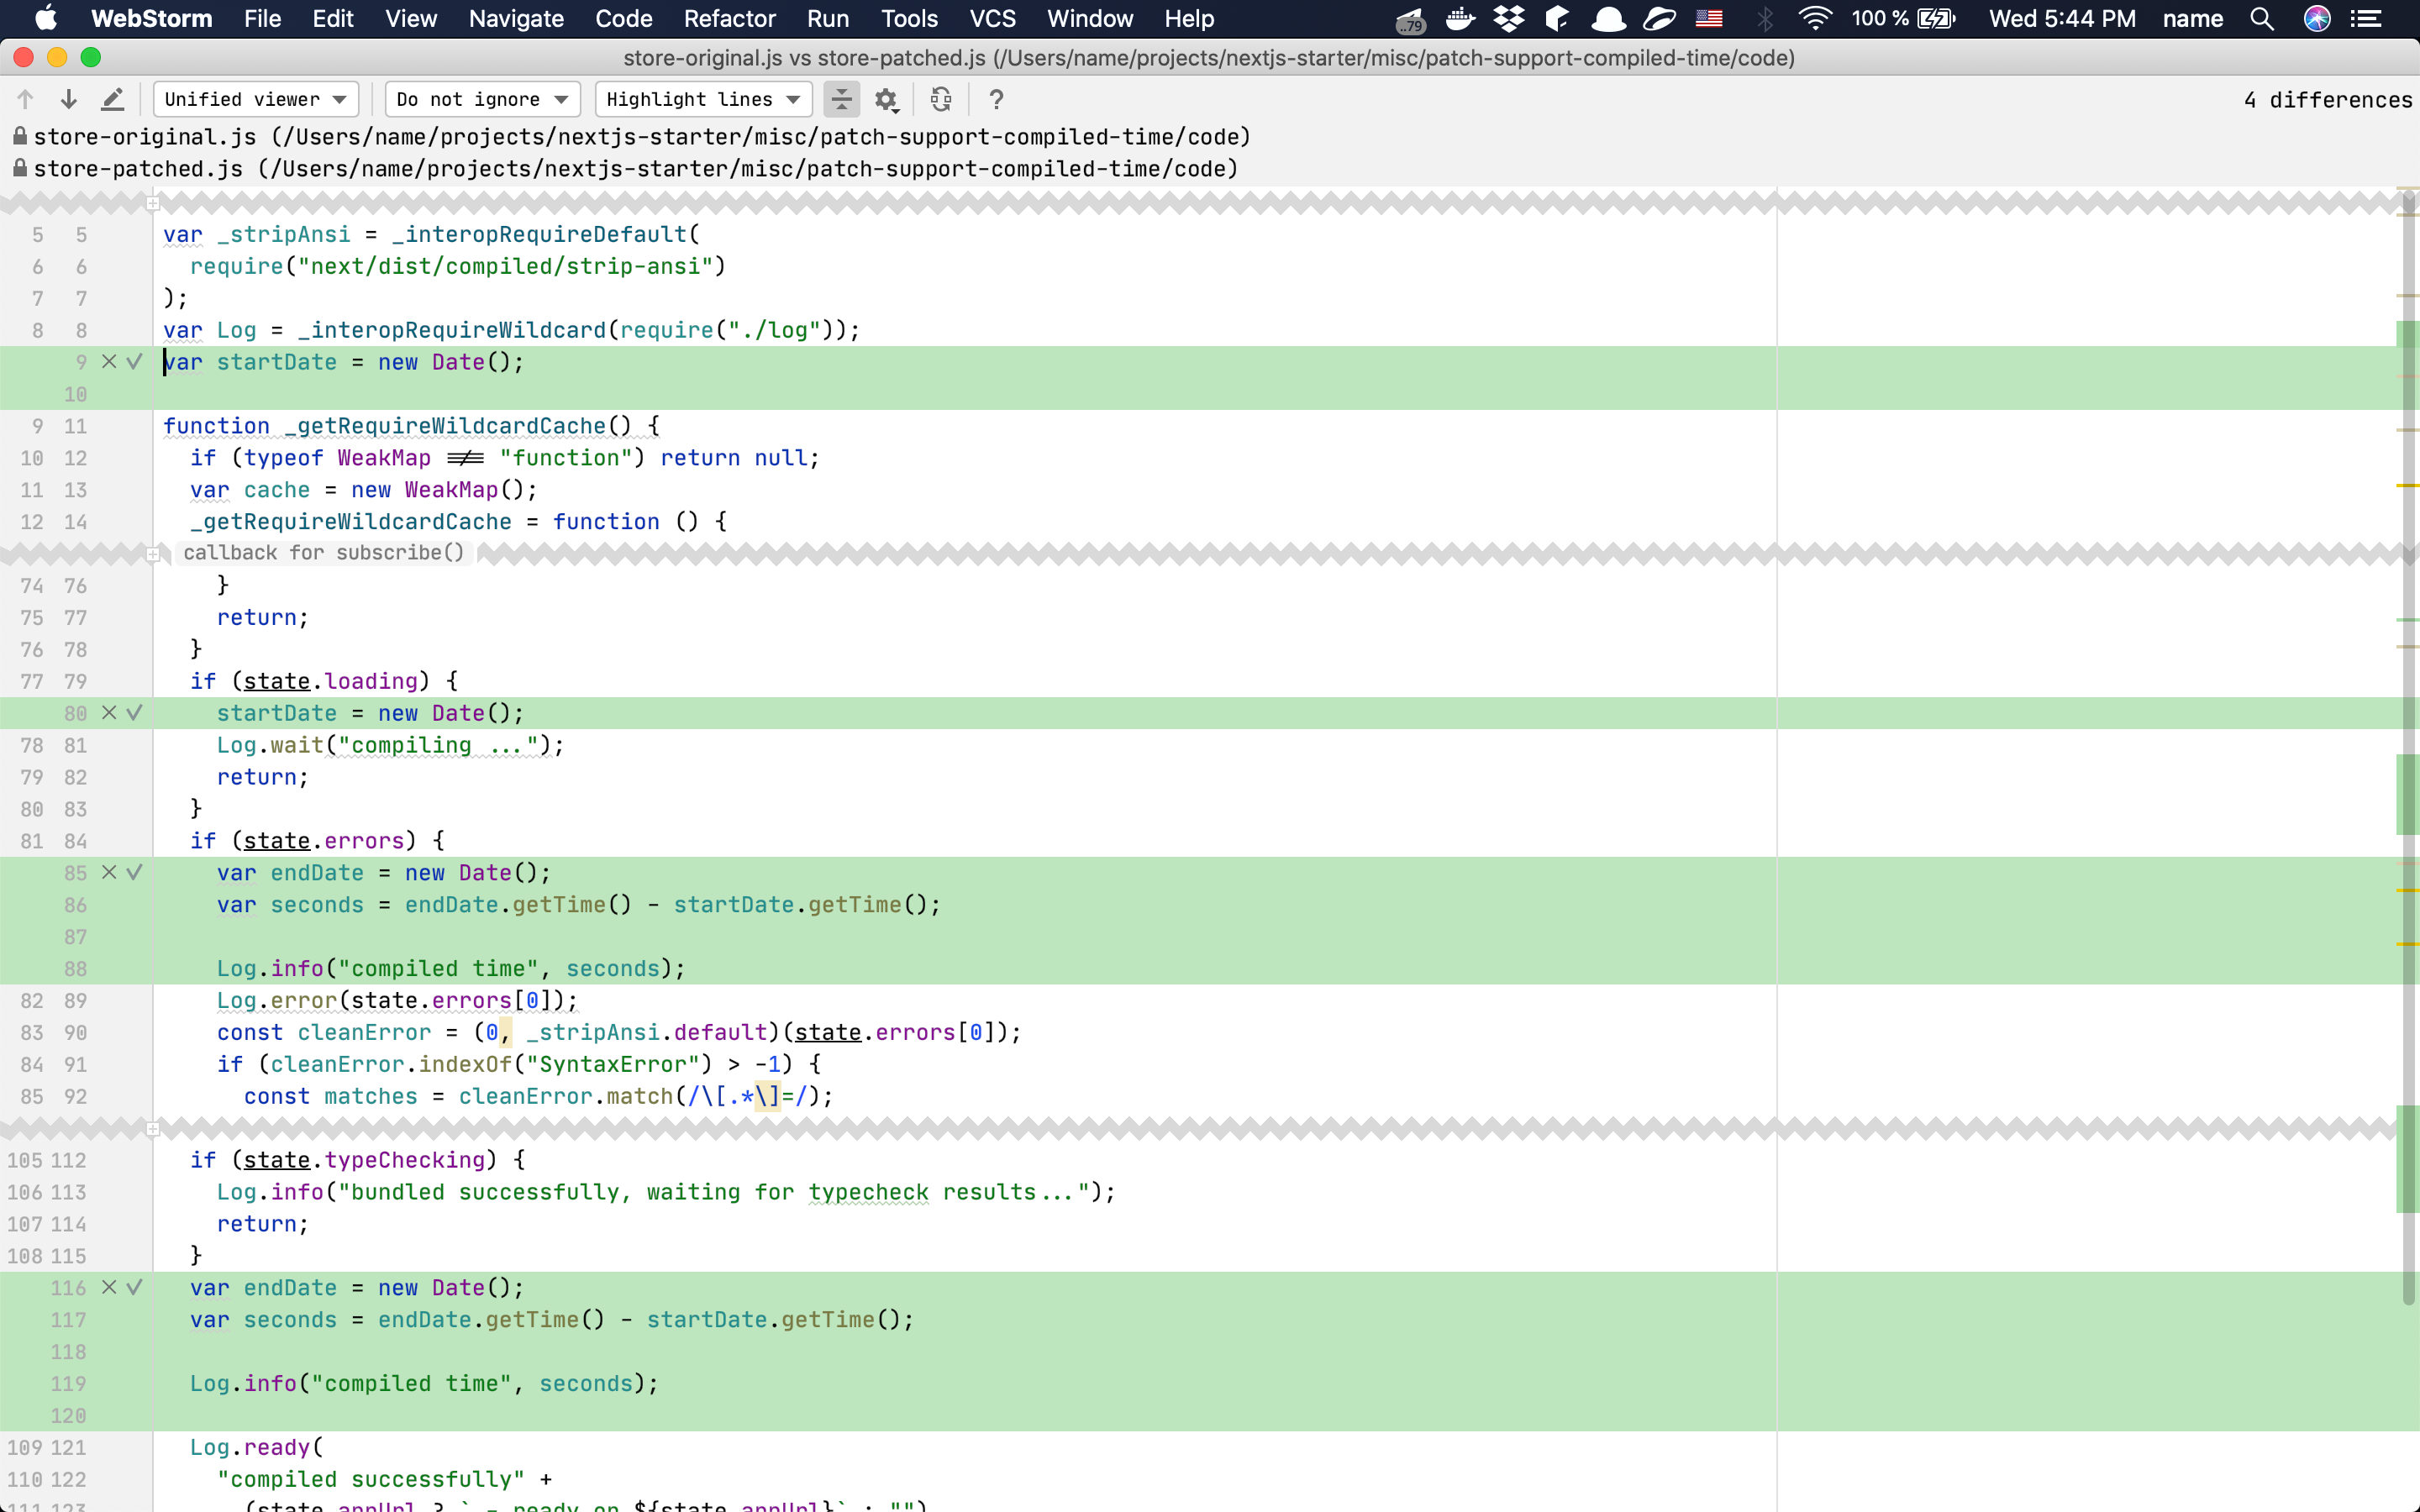 WebStorm File Edit View Navigate Code Refactor Run Tools VCS Window Help ..79 100 % Wed 5:44 PM name
store-original.js vs store-patched.js (/Users/name/projects/nextjs-starter/misc/patch-support-compiled-time/code)
Unified viewer Do not ignore Highlight lines ? 4 differences
store-original.js (/Users/name/projects/nextjs-starter/misc/patch-support-compiled-time/code)
store-patched.js (/Users/name/projects/nextjs-starter/misc/patch-support-compiled-time/code)
5 5 var _stripAnsi = _interopRequireDefault(
6 6 require("next/dist/compiled/strip-ansi")
7 7 );
8 8 var Log = _interopRequireWildcard(require("./log"));
9 var startDate = new Date();
10
9 11 function _getRequireWildcardCache() {
10 12 if (typeof WeakMap !== "function") return null;
11 13 var cache = new WeakMap();
12 14 _getRequireWildcardCache = function () {
callback for subscribe()
74 76 }
75 77 return;
76 78 }
77 79 if (state.loading) {
80 startDate = new Date();
78 81 Log.wait("compiling ...");
79 82 return;
80 83 }
81 84 if (state.errors) {
85 var endDate = new Date();
86 var seconds = endDate.getTime() - startDate.getTime();
87
88 Log.info("compiled time", seconds);
82 89 Log.error(state.errors[0]);
83 90 const cleanError = (0, _stripAnsi.default)(state.errors[0]);
84 91 if (cleanError.indexOf("SyntaxError") > -1) {
85 92 const matches = cleanError.match(/\[.*\]=/);
105 112 if (state.typeChecking) {
106 113 Log.info("bundled successfully, waiting for typecheck results...");
107 114 return;
108 115 }
116 var endDate = new Date();
117 var seconds = endDate.getTime() - startDate.getTime();
118
119 Log.info("compiled time", seconds);
120
109 121 Log.ready(
110 122 "compiled successfully" +
111 123 (state.appUrl ? ` - ready on ${state.appUrl}` : "")